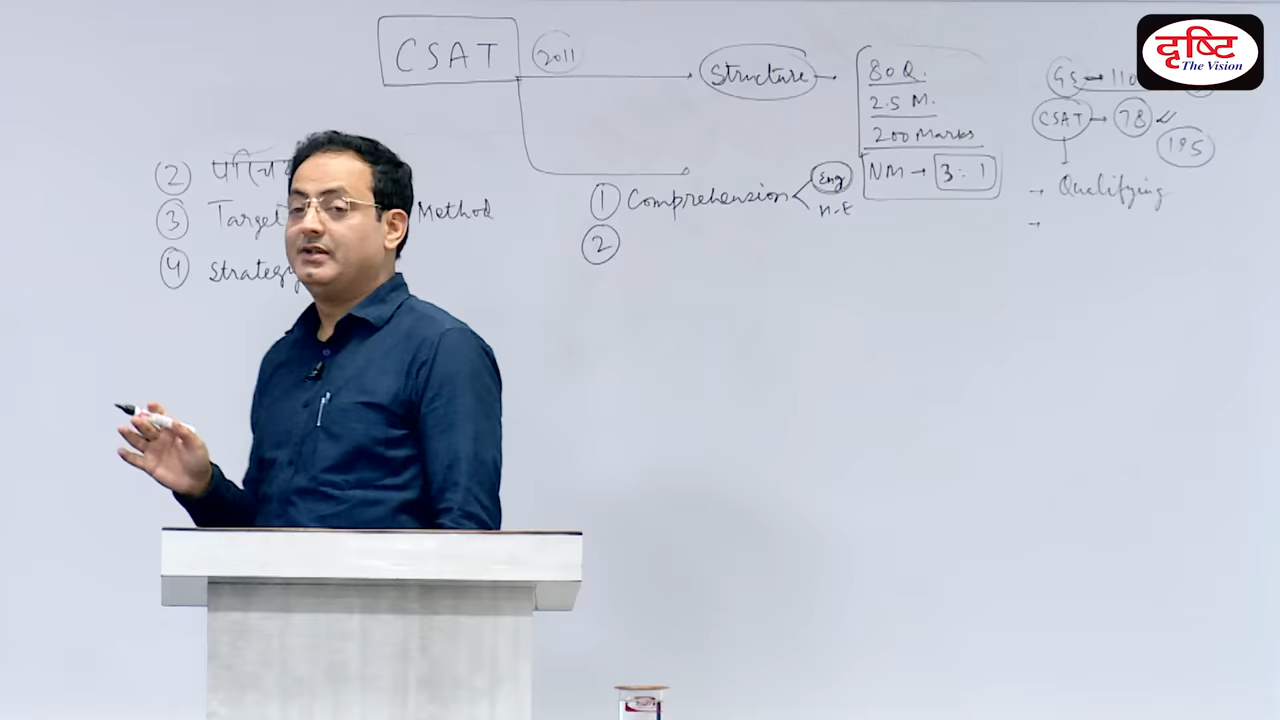 CSAT
2011
Structure
80 Q.
2.5 M.
200 Marks
NM → 3:1
GS → 110
CSAT → 78
195
→ Qualifying
→
② परिचय
③ Target Method
④ Strategy
① Comprehension
Eng
H-E
②
दृष्टि
The Vision